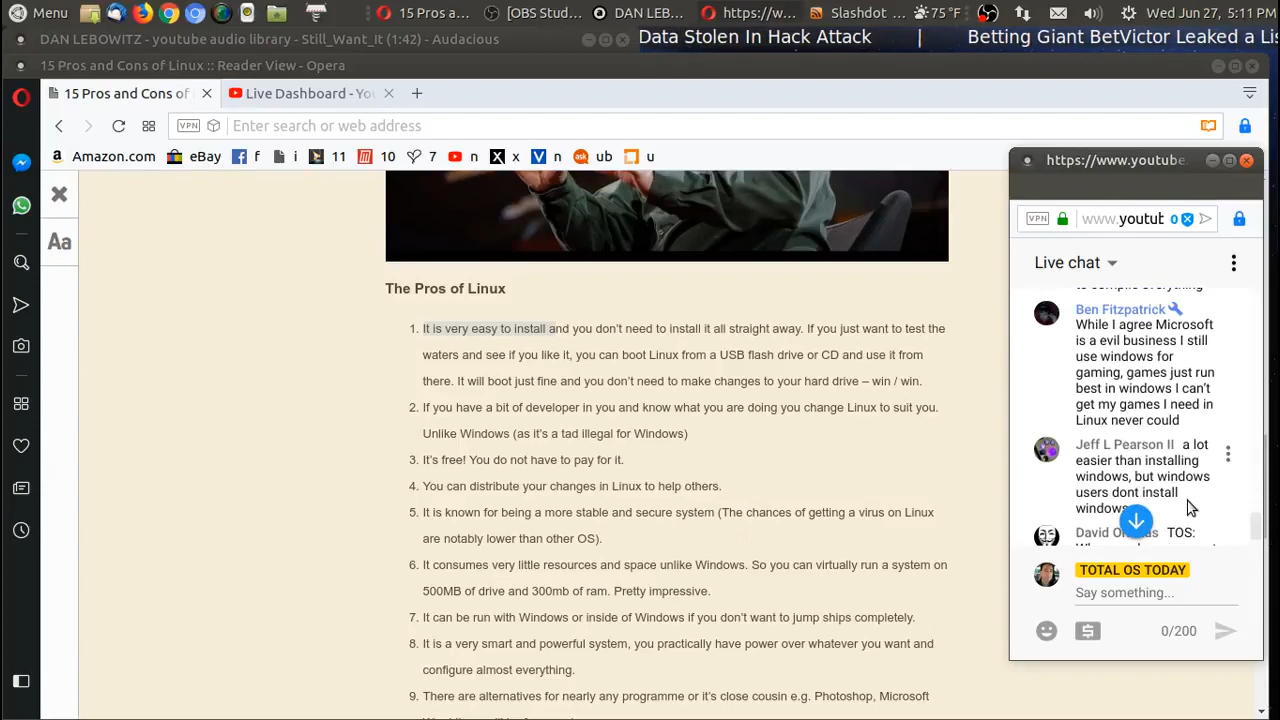 Menu
15 Pros a...
[OBS Stud...
DAN LEB...
https://w...
Slashdot ...
75°F
Wed Jun 27, 5:11 PM
DAN LEBOWITZ - youtube audio library - Still_Want_It (1:42) - Audacious
Data Stolen In Hack Attack | Betting Giant BetVictor Leaked a Lis
15 Pros and Cons of Linux :: Reader View - Opera
15 Pros and Cons of
Live Dashboard - You
VPN
Enter search or web address
Amazon.com
eBay
f
i
11
10
7
n
x
n
ub
u
Aa
The Pros of Linux
1. It is very easy to install and you don't need to install it all straight away. If you just want to test the
waters and see if you like it, you can boot Linux from a USB flash drive or CD and use it from
there. It will boot just fine and you don't need to make changes to your hard drive – win / win.
2. If you have a bit of developer in you and know what you are doing you change Linux to suit you.
Unlike Windows (as it's a tad illegal for Windows)
3. It's free! You do not have to pay for it.
4. You can distribute your changes in Linux to help others.
5. It is known for being a more stable and secure system (The chances of getting a virus on Linux
are notably lower than other OS).
6. It consumes very little resources and space unlike Windows. So you can virtually run a system on
500MB of drive and 300mb of ram. Pretty impressive.
7. It can be run with Windows or inside of Windows if you don't want to jump ships completely.
8. It is a very smart and powerful system, you practically have power over whatever you want and
configure almost everything.
9. There are alternatives for nearly any programme or it's close cousin e.g. Photoshop, Microsoft
https://www.youtube.
VPN
www.youtub
0
Live chat
to compile everything
Ben Fitzpatrick
While I agree Microsoft
is a evil business I still
use windows for
gaming, games just run
best in windows I can't
get my games I need in
Linux never could
Jeff L Pearson II a lot
easier than installing
windows, but windows
users dont install
windows
David TOS:
TOTAL OS TODAY
Say something...
0/200